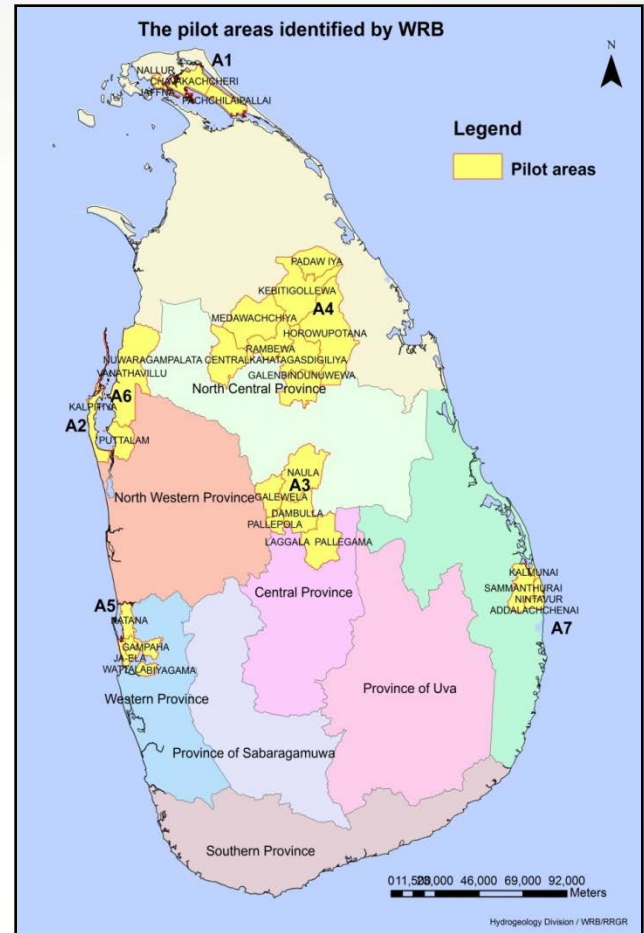 The pilot areas identified by WRB
A1
N
NALLUR
CHAVAKACHCHERI
JAFFNA
PACHCHILAIPALLAI
Legend
Pilot areas
PADAW IYA
KEBITIGOLLEWA
A4
MEDAWACHCHIYA
HOROWUPOTANA
RAMBEWA
NUWARAGAMPALATA CENTRAL KAHATAGASDIGILIYA
VANATHAVILLU
GALENBINDUNUWEWA
North Central Province
A6
KALPITIYA
A2
PUTTALAM
NAULA
A3
North Western Province
GALEWELA
DAMBULLA
PALLEPOLA
LAGGALA PALLEGAMA
KALMUNAI
Central Province
SAMMANTHURAI
NINTAVUR
ADDALACHCHENAI
A5
A7
GAMPAHA
JA-ELA
WATTALA BIYAGAMA
Province of Uva
Western Province
Province of Sabaragamuwa
Southern Province
46,000 69,000 92,000
Meters
Hydrogeology Division / WRB/RRGR